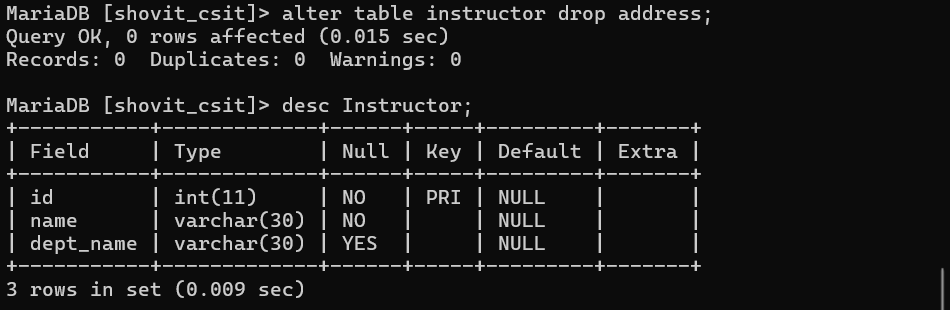 MariaDB [shovit_csit]> alter table instructor drop address;
Query OK, 0 rows affected (0.015 sec)
Records: 0  Duplicates: 0  Warnings: 0

MariaDB [shovit_csit]> desc Instructor;
+-----------+-------------+------+-----+---------+-------+
| Field     | Type        | Null | Key | Default | Extra |
+-----------+-------------+------+-----+---------+-------+
| id        | int(11)     | NO   | PRI | NULL    |       |
| name      | varchar(30) | NO   |     | NULL    |       |
| dept_name | varchar(30) | YES  |     | NULL    |       |
+-----------+-------------+------+-----+---------+-------+
3 rows in set (0.009 sec)